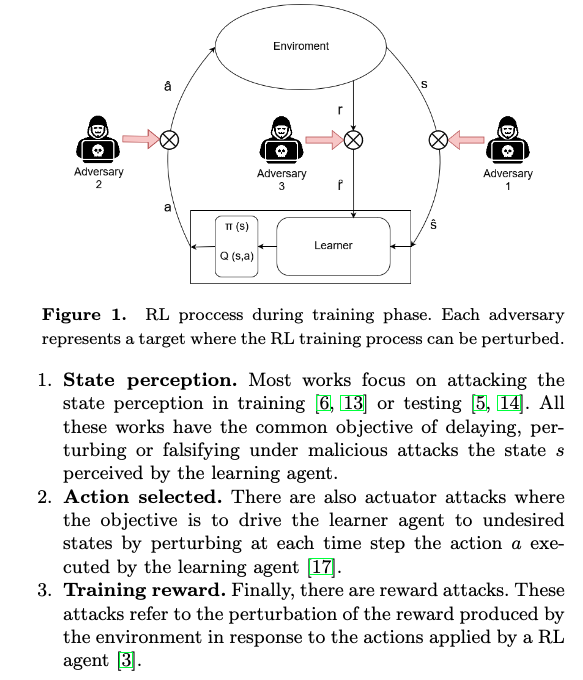 Enviroment
â
s
r
Adversary
2
Adversary
3
Adversary
1
r̂
a
ŝ
π (s)
Q (s,a)
Learner
Figure 1. RL proccess during training phase. Each adversary
represents a target where the RL training process can be perturbed.
1. State perception. Most works focus on attacking the
state perception in training [6, 13] or testing [5, 14]. All
these works have the common objective of delaying, per-
turbing or falsifying under malicious attacks the state s
perceived by the learning agent.
2. Action selected. There are also actuator attacks where
the objective is to drive the learner agent to undesired
states by perturbing at each time step the action a exe-
cuted by the learning agent [17].
3. Training reward. Finally, there are reward attacks. These
attacks refer to the perturbation of the reward produced by
the environment in response to the actions applied by a RL
agent [3].